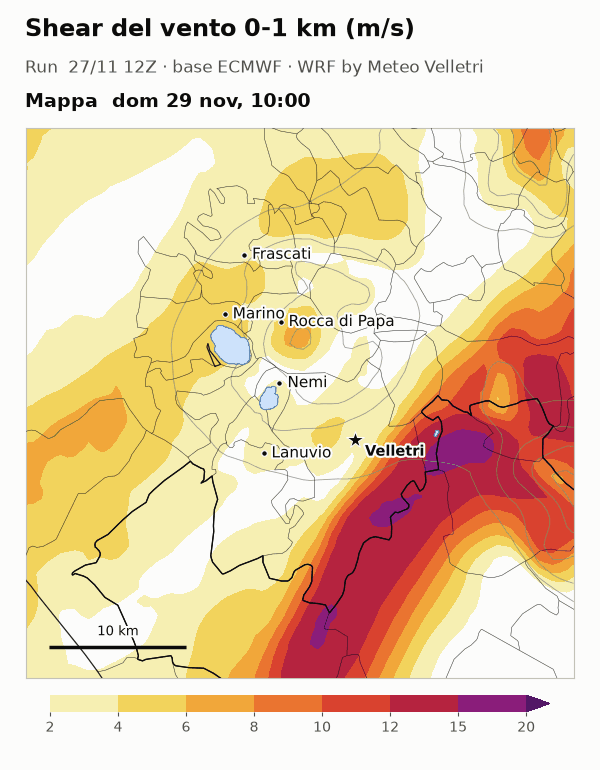 Shear del vento 0-1 km (m/s)
Run  27/11 12Z · base ECMWF · WRF by Meteo Velletri
Mappa  dom 29 nov, 10:00
Frascati
Marino
Rocca di Papa
Nemi
Velletri
Lanuvio
10 km
2 4 6 8 10 12 15 20